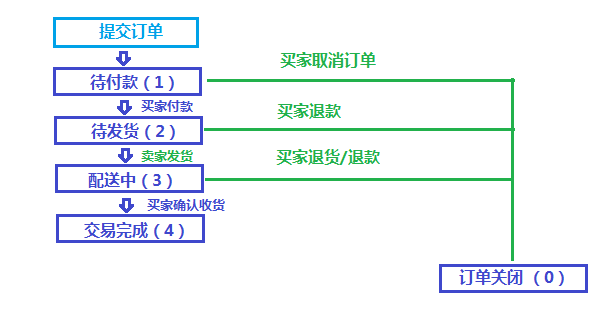 提交订单
买家取消订单
待付款（1）
买家付款
买家退款
待发货（2）
卖家发货
买家退货/退款
配送中（3）
买家确认收货
交易完成（4）
订单关闭 （0）